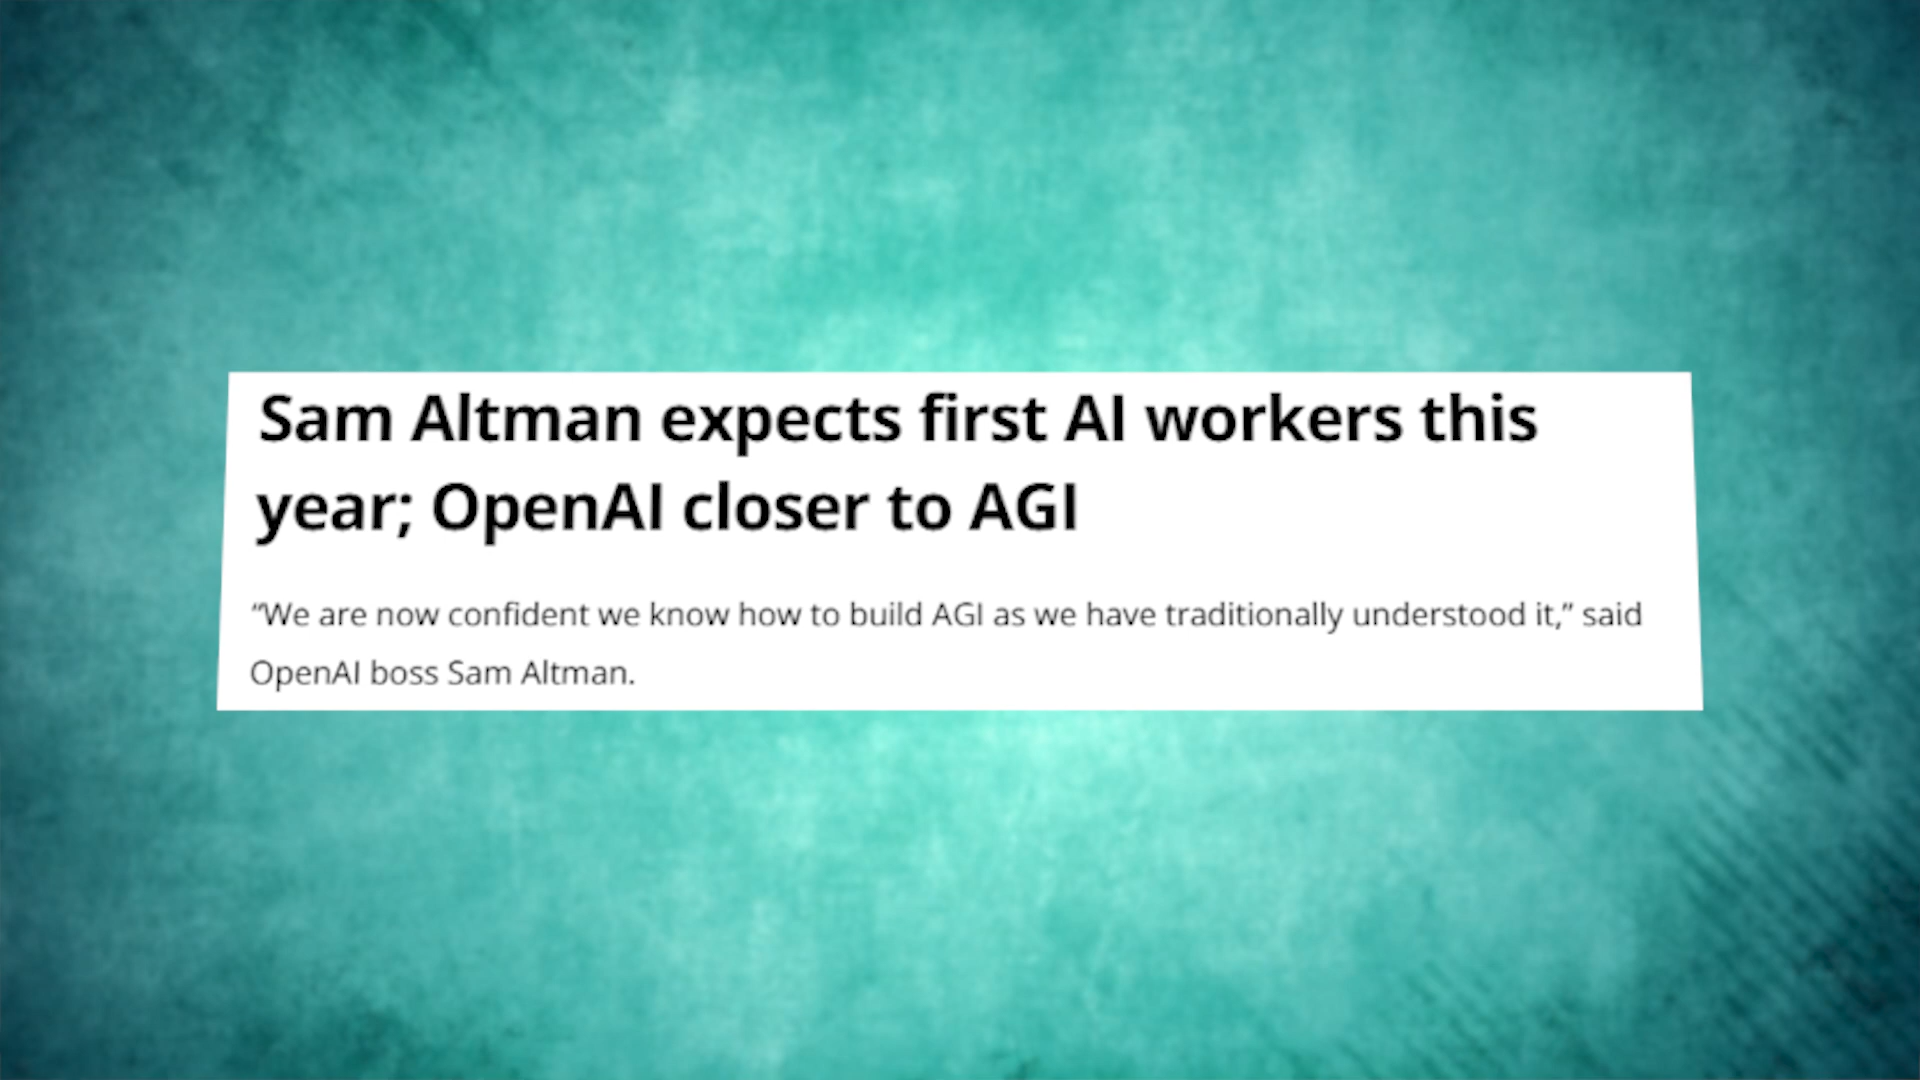 Sam Altman expects first AI workers this
year; OpenAI closer to AGI
“We are now confident we know how to build AGI as we have traditionally understood it,” said
OpenAI boss Sam Altman.